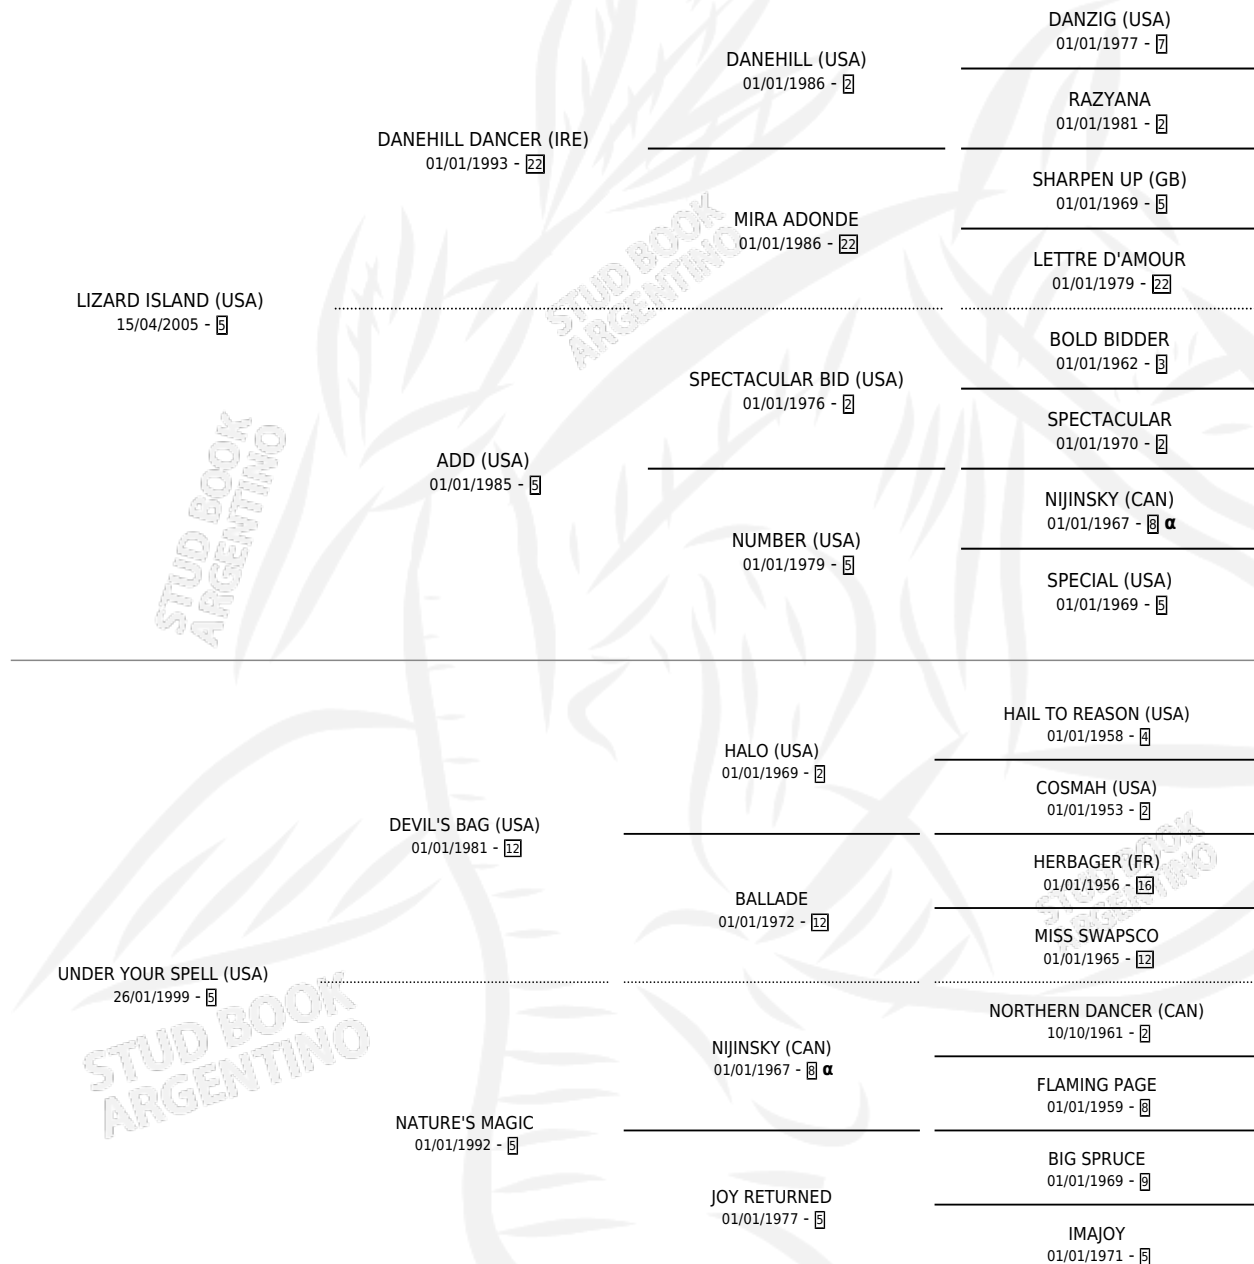 DANZIG (USA)
01/01/1977 - 7
DANEHILL (USA)
01/01/1986 - 2
RAZYANA
01/01/1981 - 2
DANEHILL DANCER (IRE)
01/01/1993 - 22
SHARPEN UP (GB)
01/01/1969 - 5
MIRA ADONDE
01/01/1986 - 22
LETTRE D'AMOUR
01/01/1979 - 22
LIZARD ISLAND (USA)
15/04/2005 - 5
BOLD BIDDER
01/01/1962 - 3
SPECTACULAR BID (USA)
01/01/1976 - 2
SPECTACULAR
01/01/1970 - 2
ADD (USA)
01/01/1985 - 5
NIJINSKY (CAN)
01/01/1967 - 8 α
NUMBER (USA)
01/01/1979 - 5
SPECIAL (USA)
01/01/1969 - 5
HAIL TO REASON (USA)
01/01/1958 - 4
HALO (USA)
01/01/1969 - 2
COSMAH (USA)
01/01/1953 - 2
DEVIL'S BAG (USA)
01/01/1981 - 12
HERBAGER (FR)
01/01/1956 - 16
BALLADE
01/01/1972 - 12
MISS SWAPSCO
01/01/1965 - 12
UNDER YOUR SPELL (USA)
26/01/1999 - 5
NORTHERN DANCER (CAN)
10/10/1961 - 2
NIJINSKY (CAN)
01/01/1967 - 8 α
FLAMING PAGE
01/01/1959 - 8
NATURE'S MAGIC
01/01/1992 - 5
BIG SPRUCE
01/01/1969 - 9
JOY RETURNED
01/01/1977 - 5
IMAJOY
01/01/1971 - 5
STUD BOOK
ARGENTINO
STUD BOOK
ARGENTINO
STUD BOOK
ARGENTINO
STUD BOOK
ARGENTINO